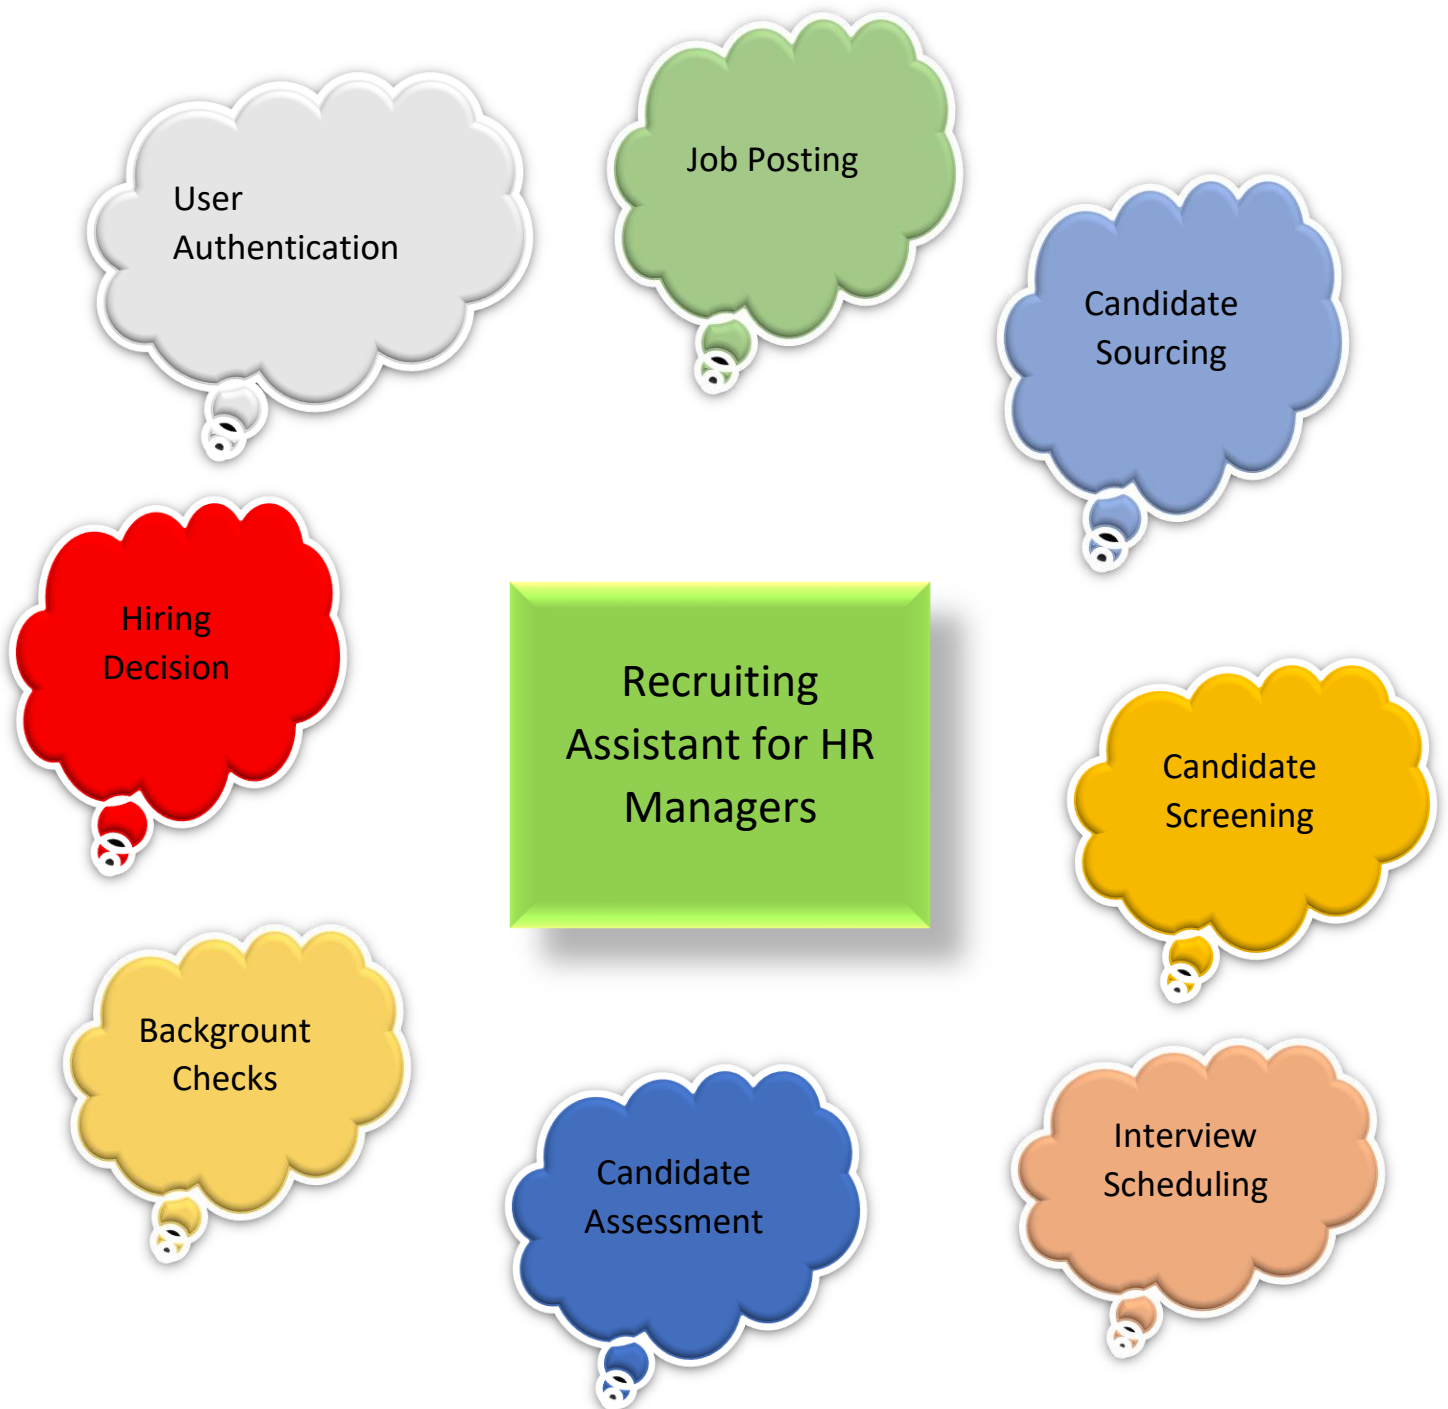 User
Authentication
Job Posting
Candidate
Sourcing
Hiring
Decision
Recruiting
Assistant for HR
Managers
Candidate
Screening
Backgrount
Checks
Candidate
Assessment
Interview
Scheduling